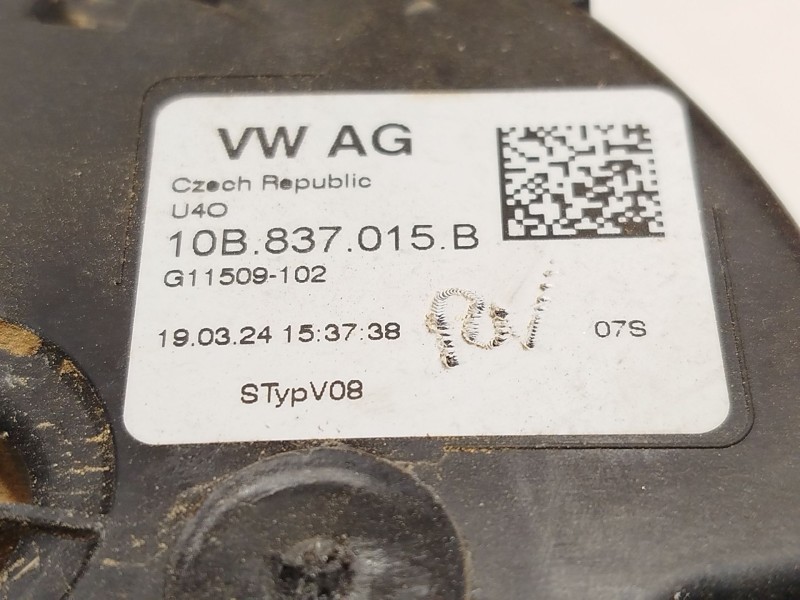 VW AG
Czech Republic
U4O
10B.837.015.B
G11509-102
19.03.24 15:37:38
07S
STypV08